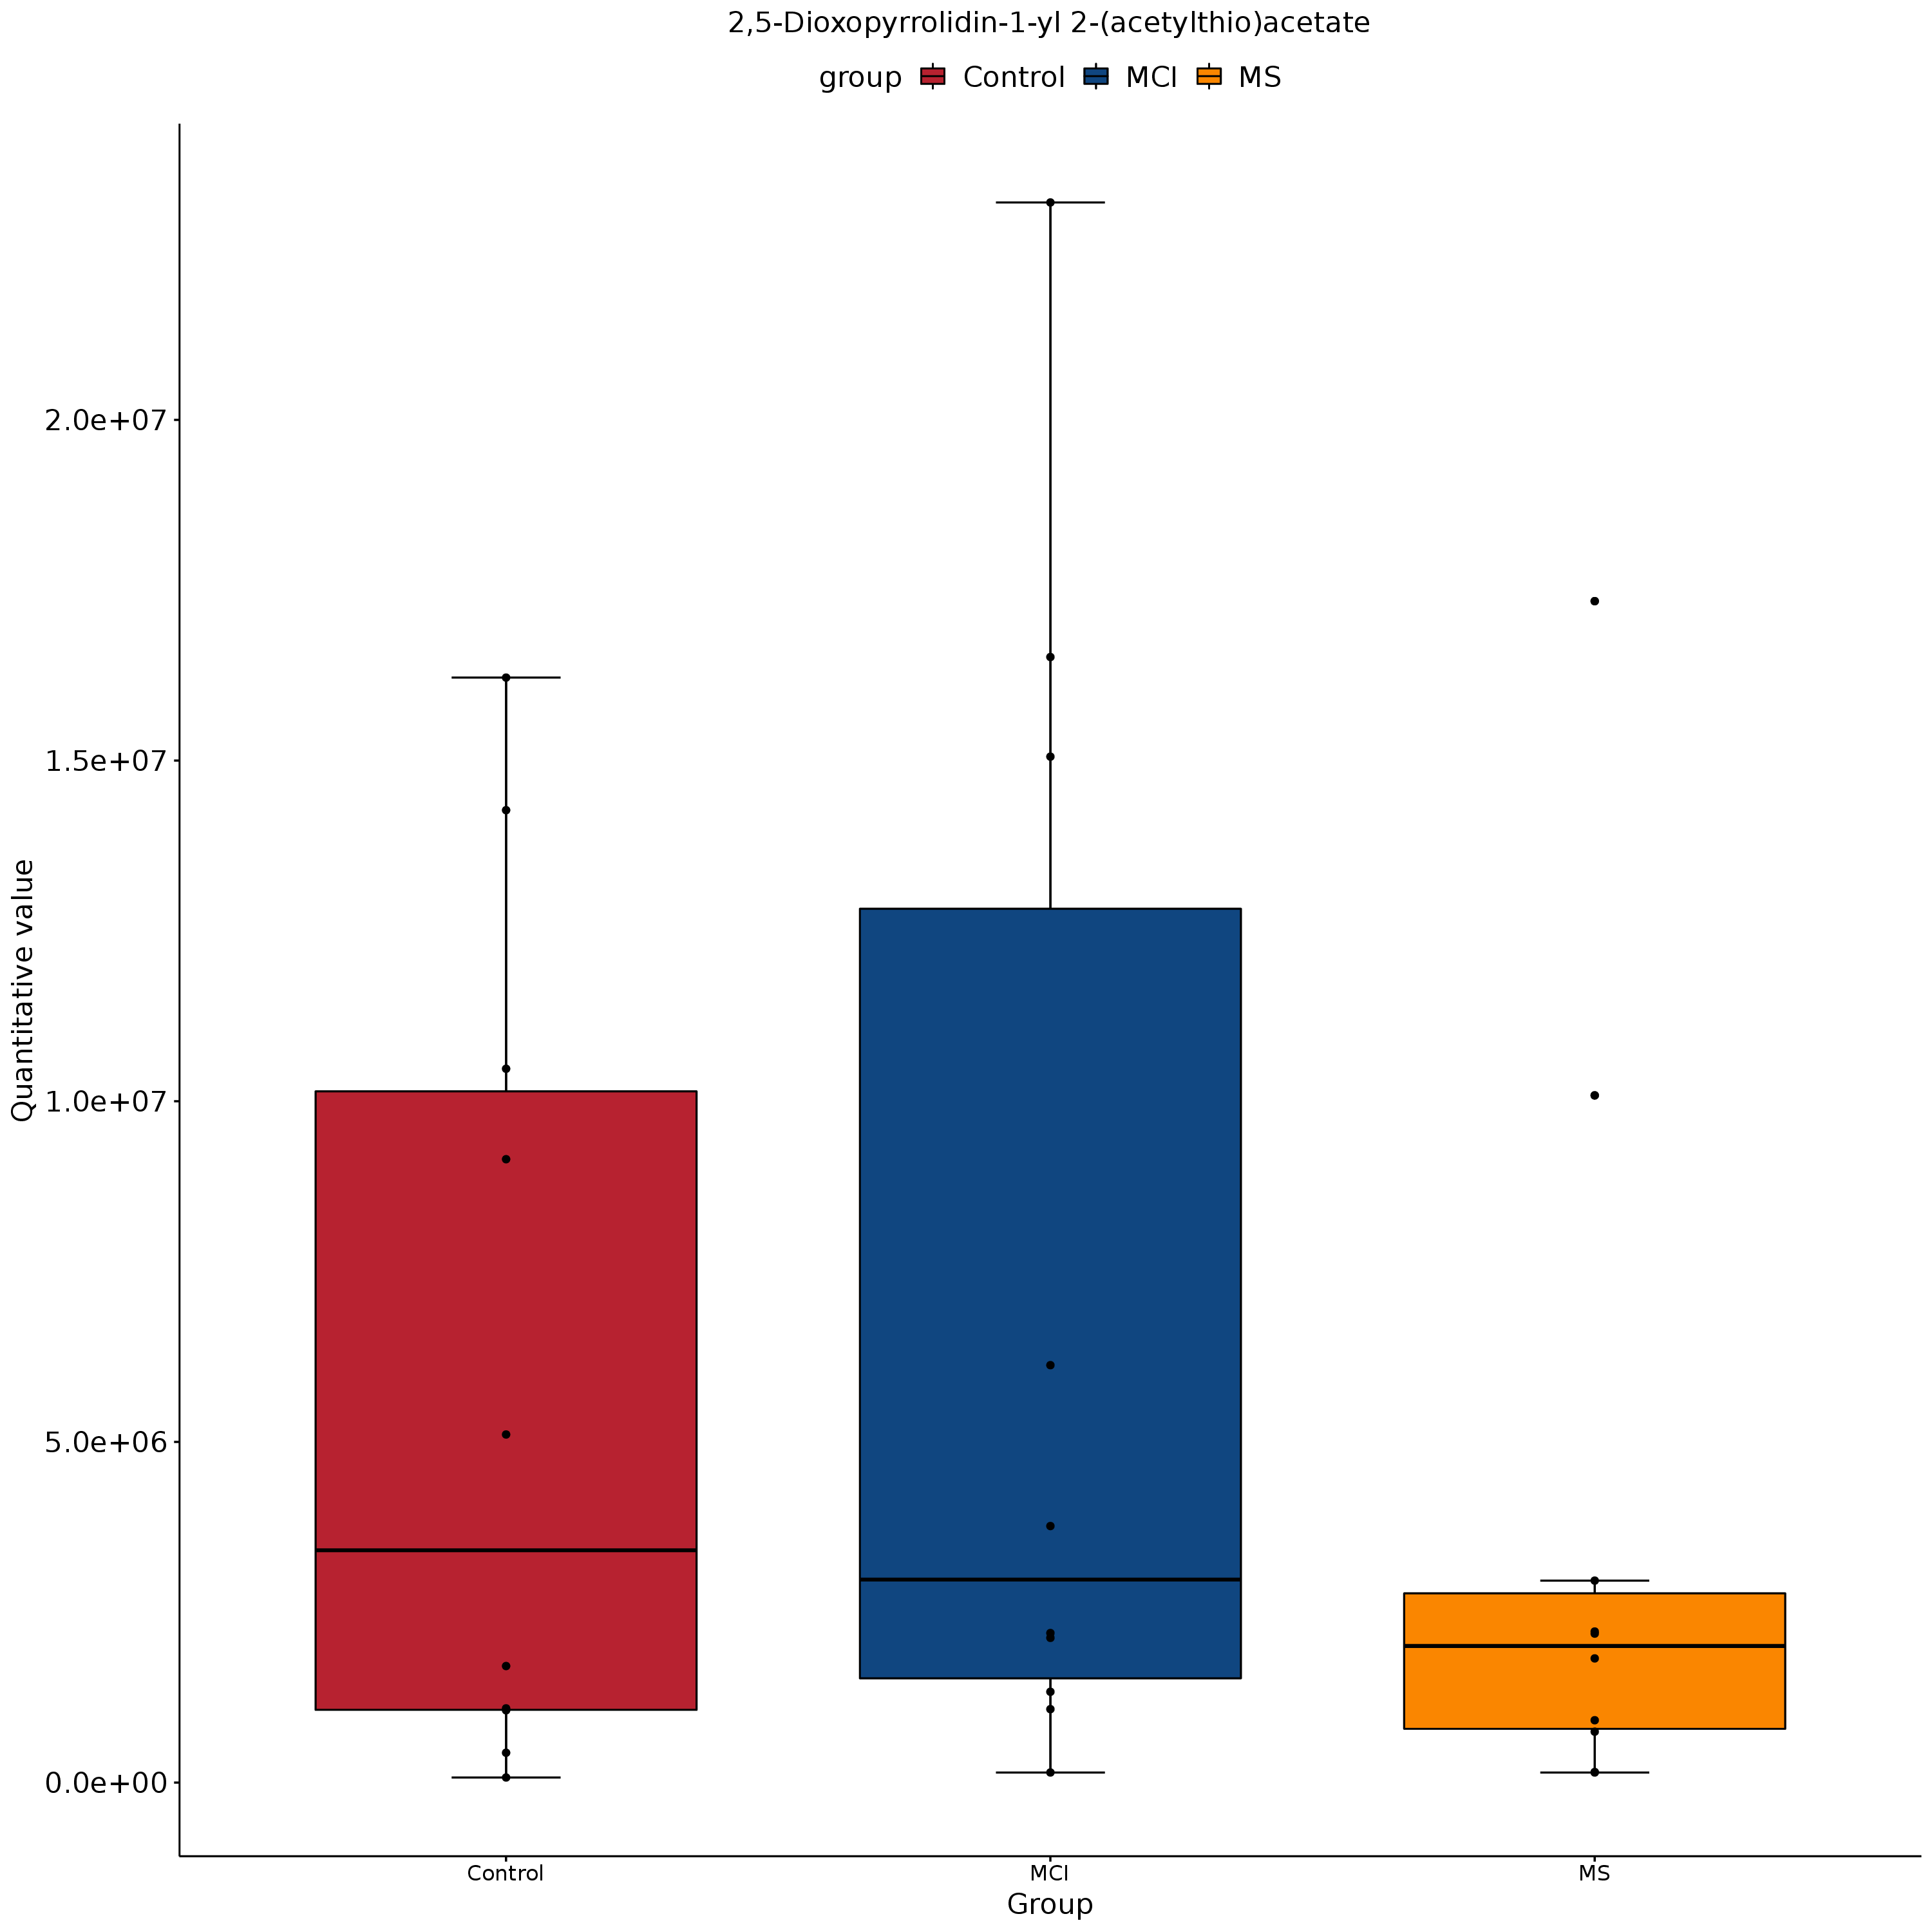 2,5-Dioxopyrrolidin-1-yl 2-(acetylthio)acetate
group Control MCI MS
Quantitative value
2.0e+07
1.5e+07
1.0e+07
5.0e+06
0.0e+00
Control MCI MS
Group